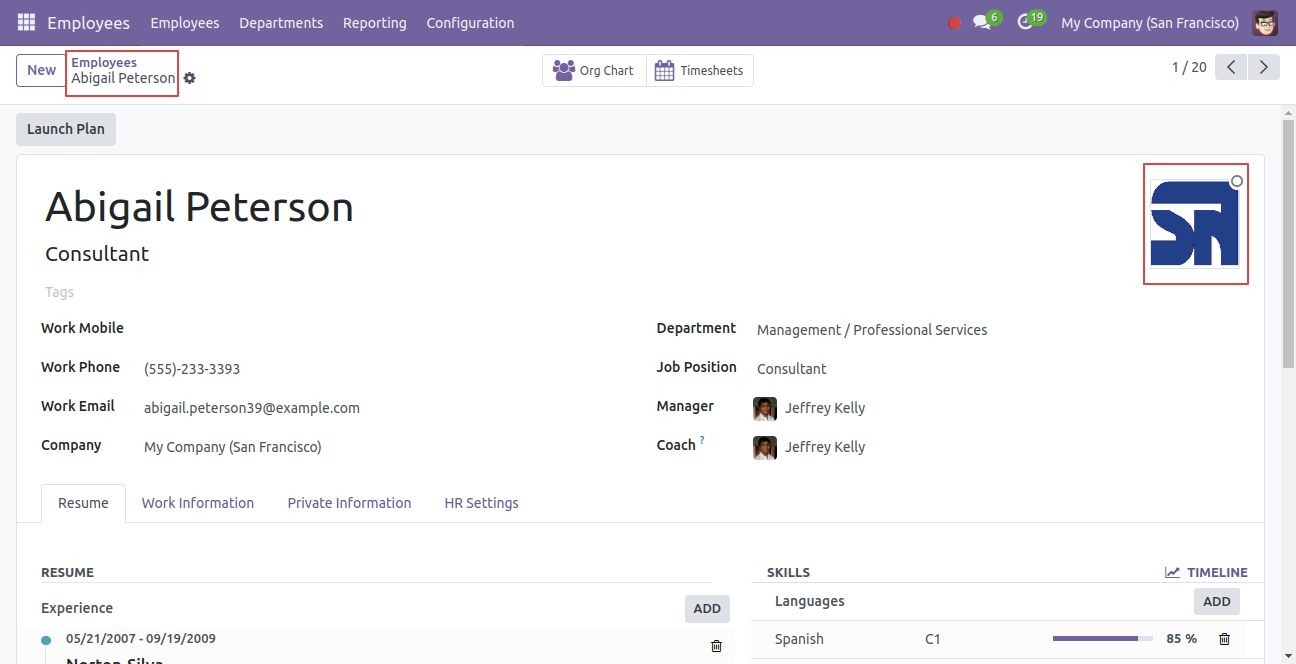 Employees Employees Departments Reporting Configuration 6 19 My Company (San Francisco)
New Employees Abigail Peterson Org Chart Timesheets 1 / 20
Launch Plan
Abigail Peterson
Consultant
Tags
Work Mobile
Work Phone (555)-233-3393
Work Email abigail.peterson39@example.com
Company My Company (San Francisco)
Department Management / Professional Services
Job Position Consultant
Manager Jeffrey Kelly
Coach ? Jeffrey Kelly
Resume Work Information Private Information HR Settings
RESUME
Experience ADD
05/21/2007 - 09/19/2009
Norton-Silva
SKILLS TIMELINE
Languages ADD
Spanish C1 85 %